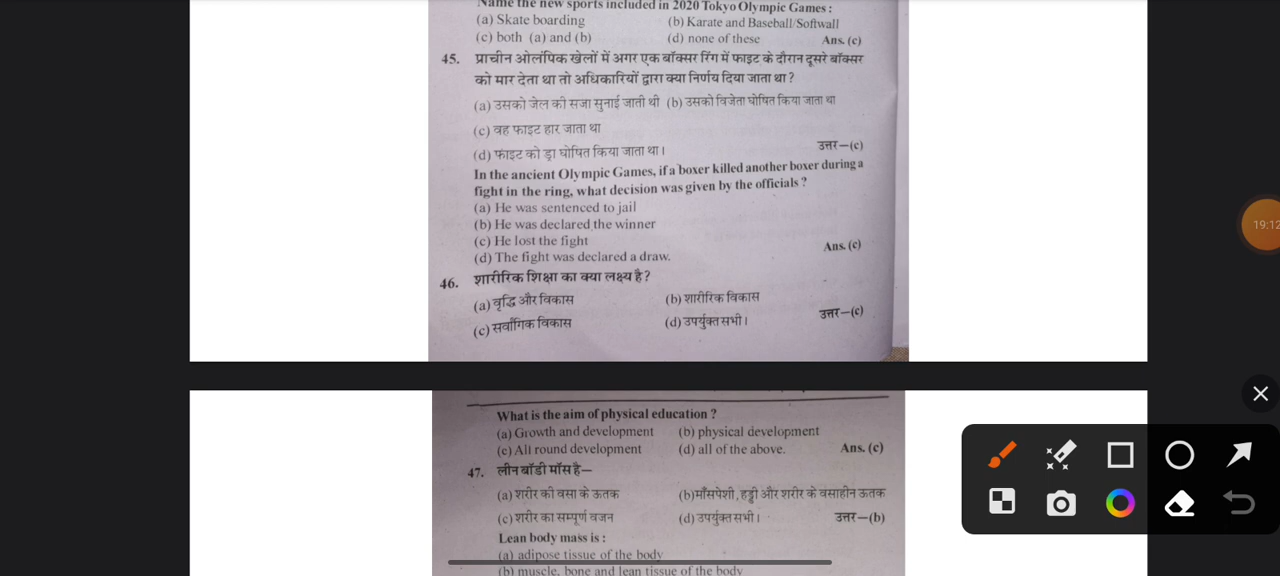 Name the new sports included in 2020 Tokyo Olympic Games :
(a) Skate boarding (b) Karate and Baseball/Softwall
(c) both (a) and (b) (d) none of these Ans. (c)
45. प्राचीन ओलंपिक खेलों में अगर एक बॉक्सर रिंग में फाइट के दौरान दूसरे बॉक्सर
को मार देता था तो अधिकारियों द्वारा क्या निर्णय दिया जाता था ?
(a) उसको जेल की सजा सुनाई जाती थी (b) उसको विजेता घोषित किया जाता था
(c) वह फाइट हार जाता था
(d) फाइट को ड्रा घोषित किया जाता था। उत्तर–(c)
In the ancient Olympic Games, if a boxer killed another boxer during a
fight in the ring, what decision was given by the officials ?
(a) He was sentenced to jail
(b) He was declared the winner
(c) He lost the fight
(d) The fight was declared a draw. Ans. (c)
46. शारीरिक शिक्षा का क्या लक्ष्य है ?
(a) वृद्धि और विकास (b) शारीरिक विकास
(c) सर्वांगिक विकास (d) उपर्युक्त सभी। उत्तर–(c)
What is the aim of physical education ?
(a) Growth and development (b) physical development
(c) All round development (d) all of the above. Ans. (c)
47. लीन बॉडी मॉस है–
(a) शरीर की वसा के ऊतक (b) माँसपेशी, हड्डी और शरीर के वसाहीन ऊतक
(c) शरीर का सम्पूर्ण वजन (d) उपर्युक्त सभी। उत्तर–(b)
Lean body mass is :
(a) adipose tissue of the body
(b) muscle, bone and lean tissue of the body
19:12